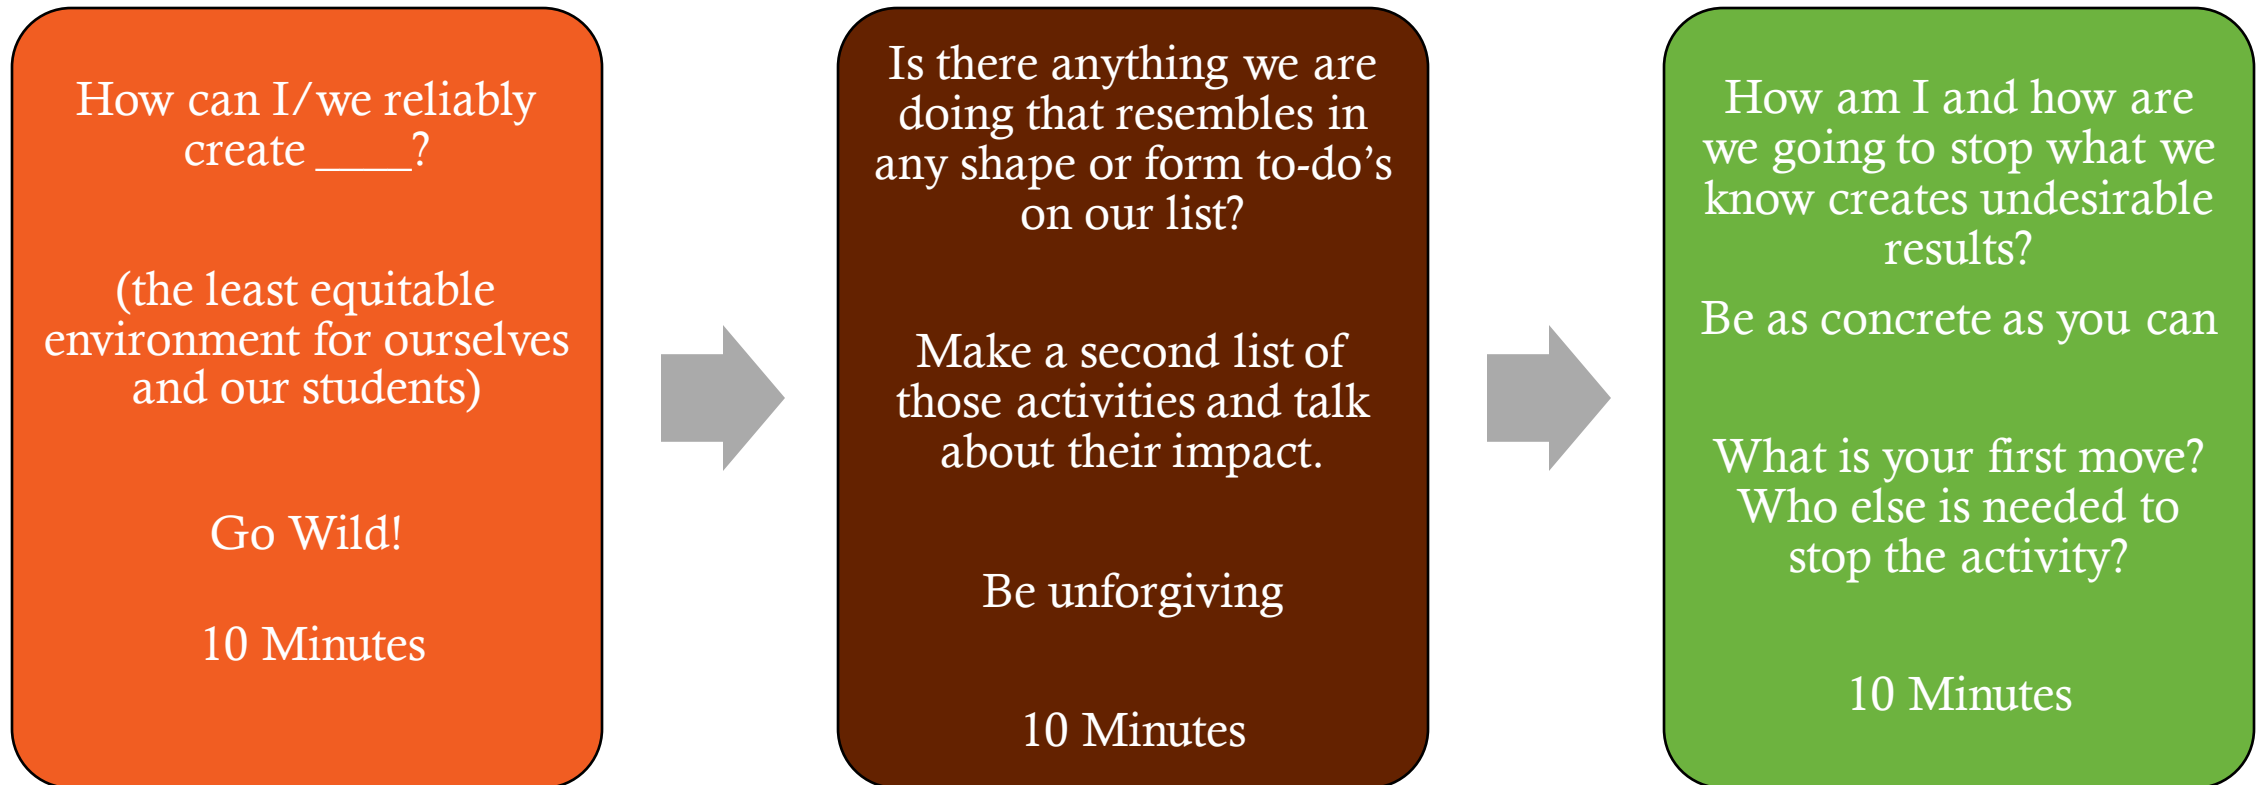 How can I/we reliably
create ____?
(the least equitable
environment for ourselves
and our students)
Go Wild!
10 Minutes
Is there anything we are
doing that resembles in
any shape or form to-do’s
on our list?
Make a second list of
those activities and talk
about their impact.
Be unforgiving
10 Minutes
How am I and how are
we going to stop what we
know creates undesirable
results?
Be as concrete as you can
What is your first move?
Who else is needed to
stop the activity?
10 Minutes